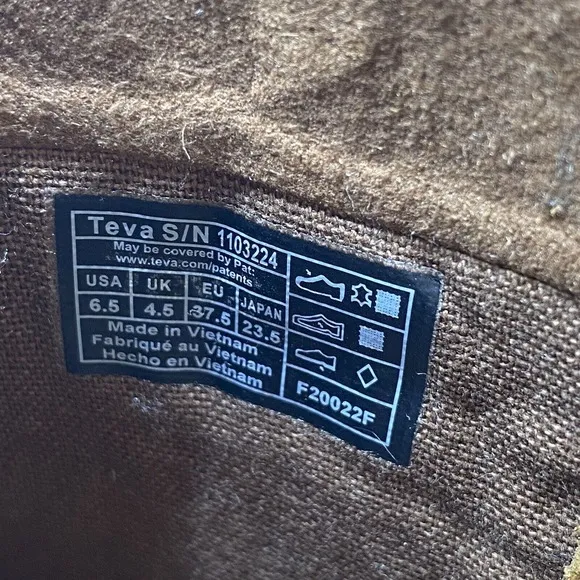 Teva S/N 1103224
May be covered by Pat:
www.teva.com/patents
USA UK EU JAPAN
6.5 4.5 37.5 23.5
Made in Vietnam
Fabriqué au Vietnam
Hecho en Vietnam
F20022F